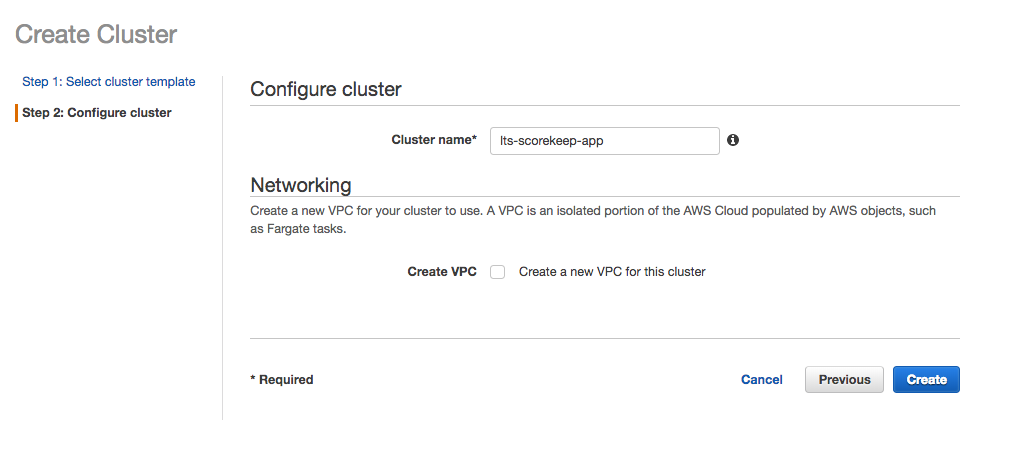 Create Cluster
Step 1: Select cluster template
Step 2: Configure cluster
Configure cluster
Cluster name* lts-scorekeep-app
Networking
Create a new VPC for your cluster to use. A VPC is an isolated portion of the AWS Cloud populated by AWS objects, such
as Fargate tasks.
Create VPC Create a new VPC for this cluster
* Required Cancel Previous Create